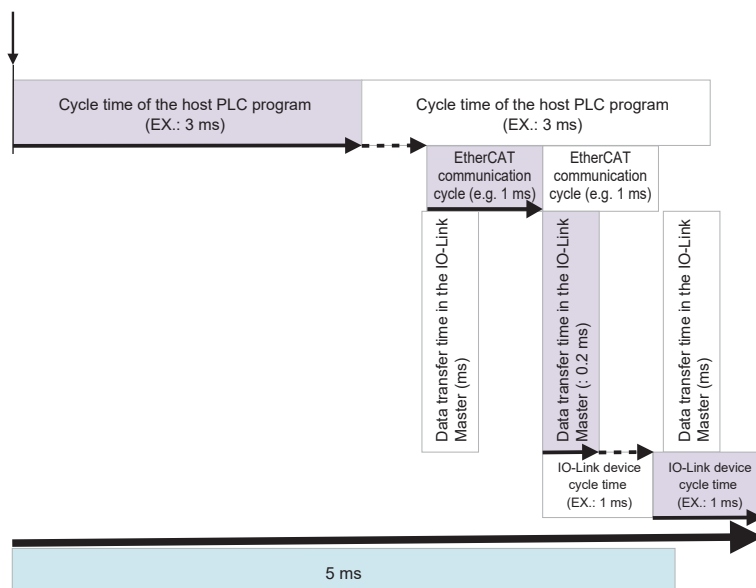 Cycle time of the host PLC program
(EX.: 3 ms)
Cycle time of the host PLC program
(EX.: 3 ms)
EtherCAT
communication
cycle (e.g. 1 ms)
EtherCAT
communication
cycle (e.g. 1 ms)
Data transfer time in the IO-Link
Master (ms)
Data transfer time in the IO-Link
Master (: 0.2 ms)
Data transfer time in the IO-Link
Master (ms)
IO-Link device
cycle time
(EX.: 1 ms)
IO-Link device
cycle time
(EX.: 1 ms)
5 ms